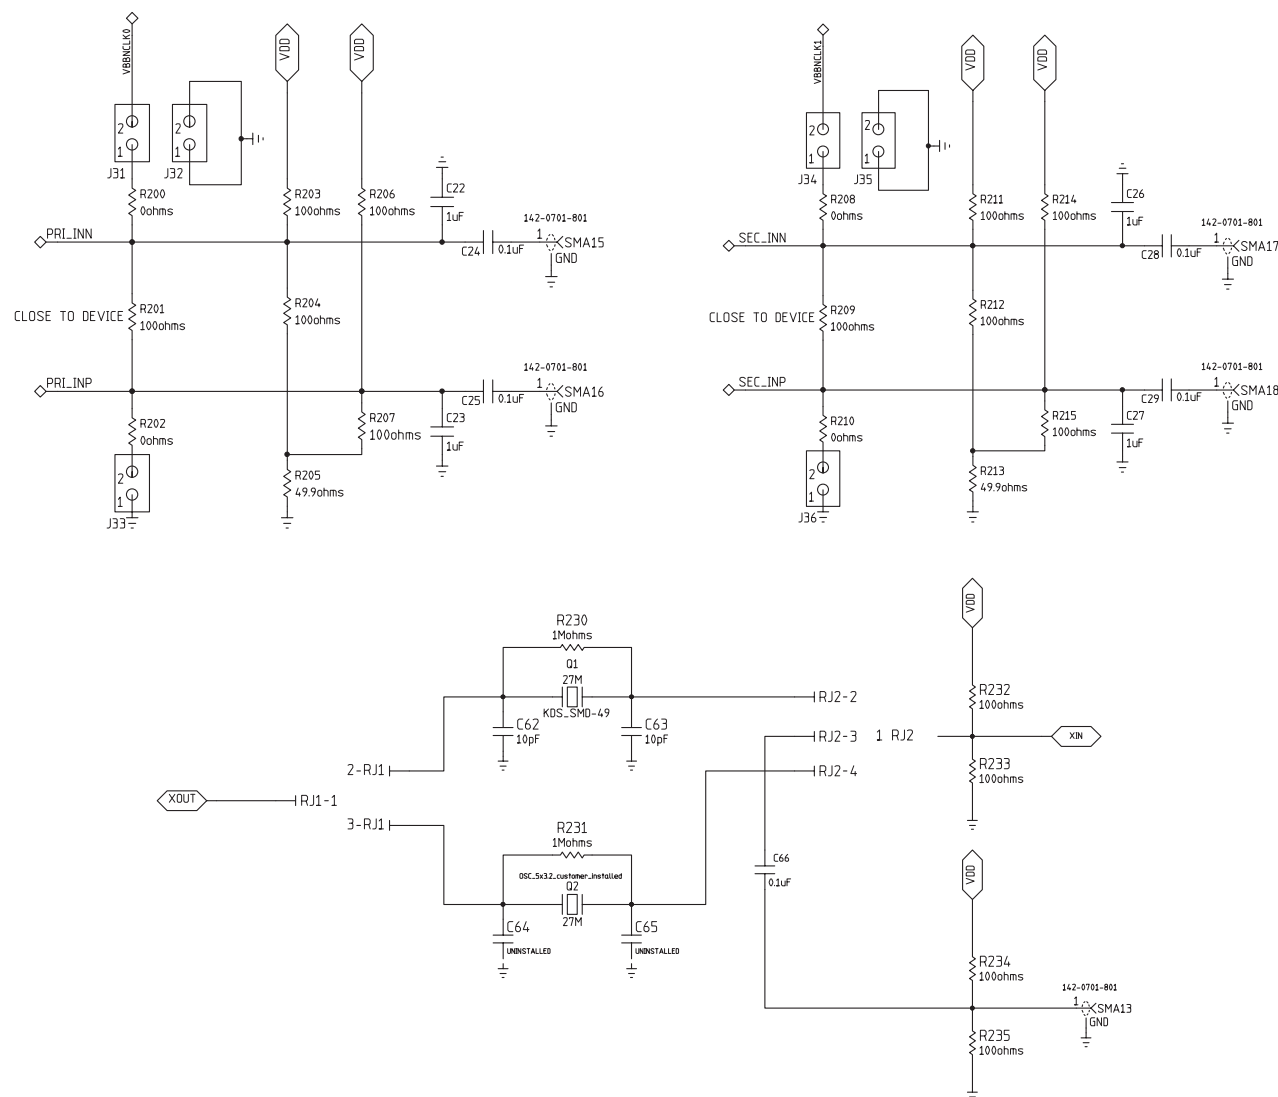 VBBNCLK0
VDD
VDD
2
1
J31
2
1
J32
R200
0ohms
R203
100ohms
R206
100ohms
C22
1uF
PRI_INN
C24
0.1uF
142-0701-801
1
SMA15
GND
CLOSE TO DEVICE
R201
100ohms
R204
100ohms
PRI_INP
C25
0.1uF
142-0701-801
1
SMA16
GND
R202
0ohms
R207
100ohms
C23
1uF
2
1
J33
R205
49.9ohms
VBBNCLK1
VDD
VDD
2
1
J34
2
1
J35
R208
0ohms
R211
100ohms
R214
100ohms
C26
1uF
SEC_INN
C28
0.1uF
142-0701-801
1
SMA17
GND
CLOSE TO DEVICE
R209
100ohms
R212
100ohms
SEC_INP
C29
0.1uF
142-0701-801
1
SMA18
GND
R210
0ohms
R215
100ohms
C27
1uF
2
1
J36
R213
49.9ohms
R230
1Mohms
Q1
27M
KDS_SMD-49
C62
10pF
C63
10pF
2-RJ1
XOUT
RJ1-1
3-RJ1
R231
1Mohms
OSC_5x3.2_customer_installed
Q2
27M
C64
UNINSTALLED
C65
UNINSTALLED
RJ2-2
RJ2-3
1 RJ2
RJ2-4
C66
0.1uF
VDD
R232
100ohms
XIN
R233
100ohms
VDD
R234
100ohms
142-0701-801
1
SMA13
GND
R235
100ohms